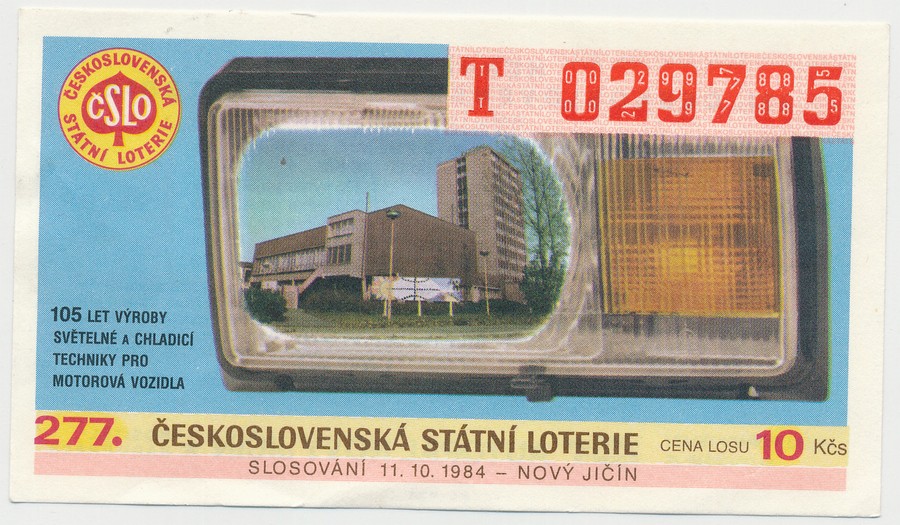 ČESKOSLOVENSKÁ
ČSLO
STÁTNÍ LOTERIE
T 029785
105 LET VÝROBY
SVĚTELNÉ A CHLADICÍ
TECHNIKY PRO
MOTOROVÁ VOZIDLA
277. ČESKOSLOVENSKÁ STÁTNÍ LOTERIE CENA LOSU 10 Kčs
SLOSOVÁNÍ 11. 10. 1984 – NOVÝ JIČÍN